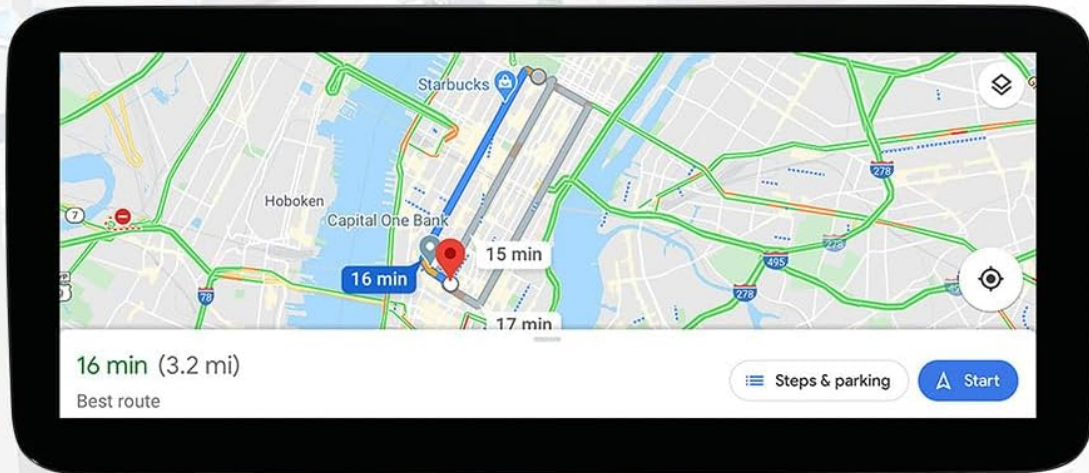 Starbucks
Hoboken
Capital One Bank
7
15 min
16 min
17 min
278
278
495
278
78
16 min (3.2 mi)
Best route
Steps & parking
Start